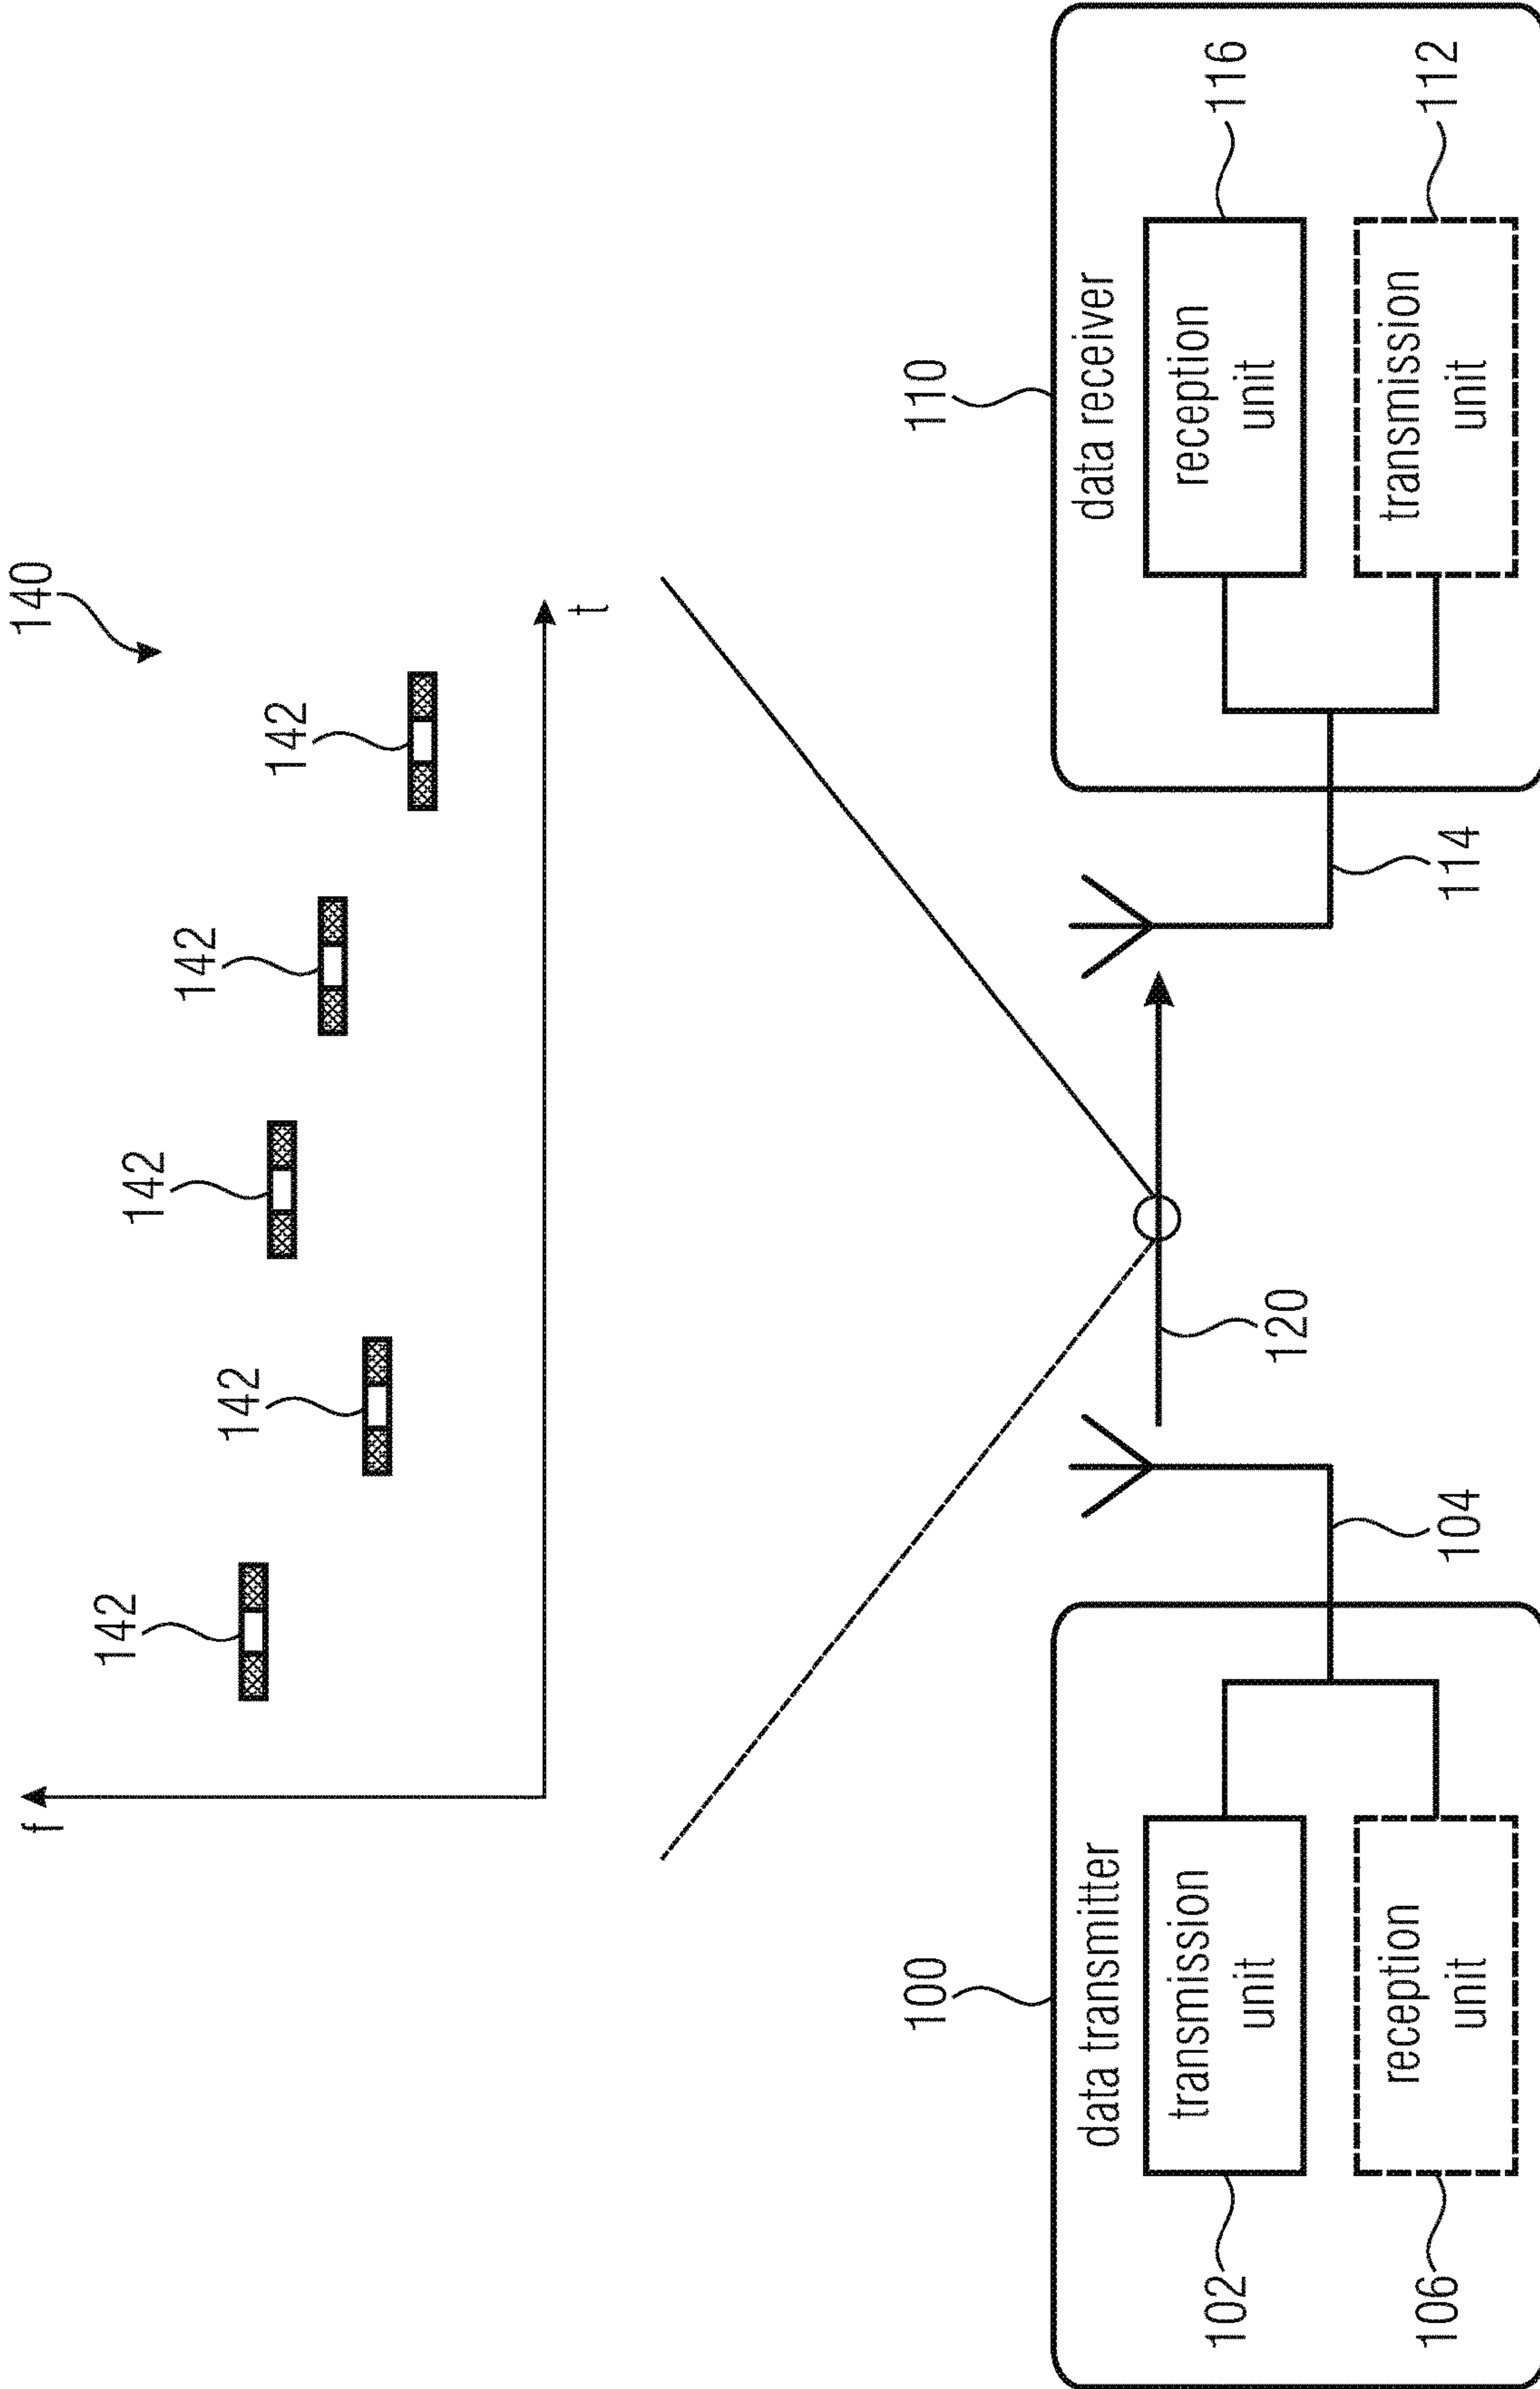 140
f
142
142
142
142
142
t
100
110
data transmitter
data receiver
102
transmission
unit
120
reception
unit
116
106
reception
unit
104
114
transmission
unit
112